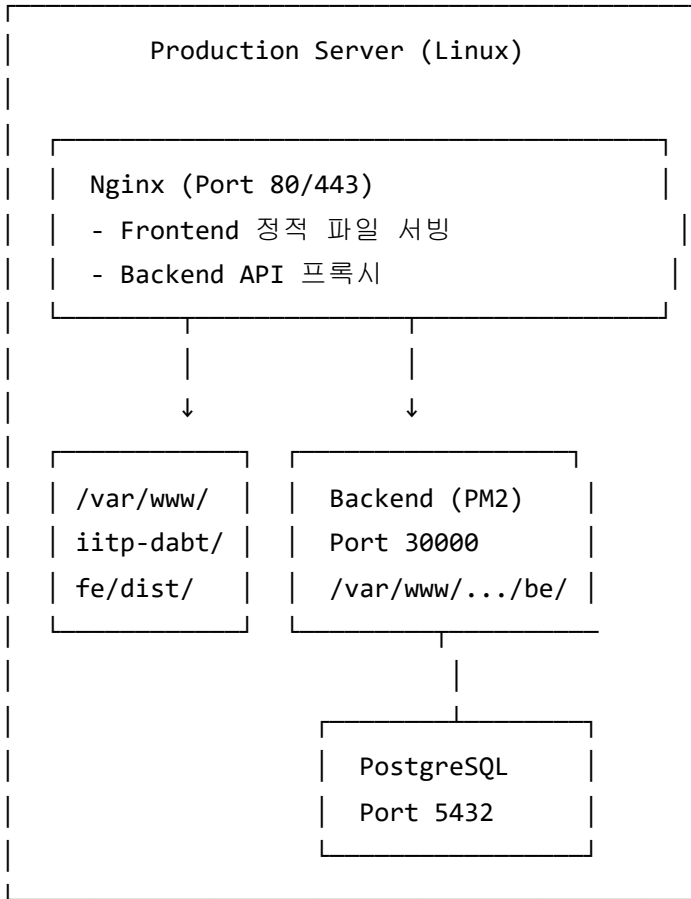 Production Server (Linux)
Nginx (Port 80/443)
- Frontend 정적 파일 서빙
- Backend API 프록시
/var/www/
iitp-dabt/
fe/dist/
Backend (PM2)
Port 30000
/var/www/.../be/
PostgreSQL
Port 5432